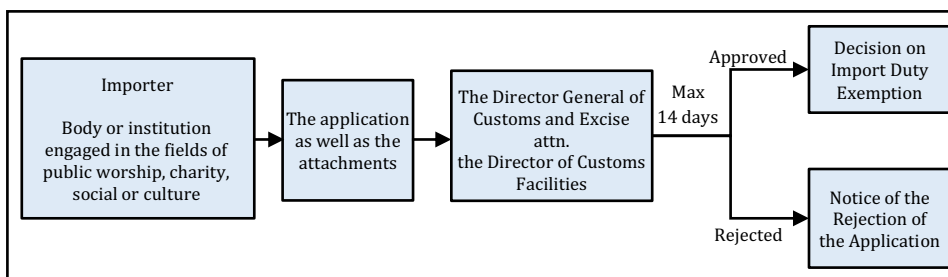 Importer
Body or institution
engaged in the fields of
public worship, charity,
social or culture
The application
as well as the
attachments
The Director General of
Customs and Excise
attn.
the Director of Customs
Facilities
Max
14 days
Approved
Decision on
Import Duty
Exemption
Rejected
Notice of the
Rejection of
the Application